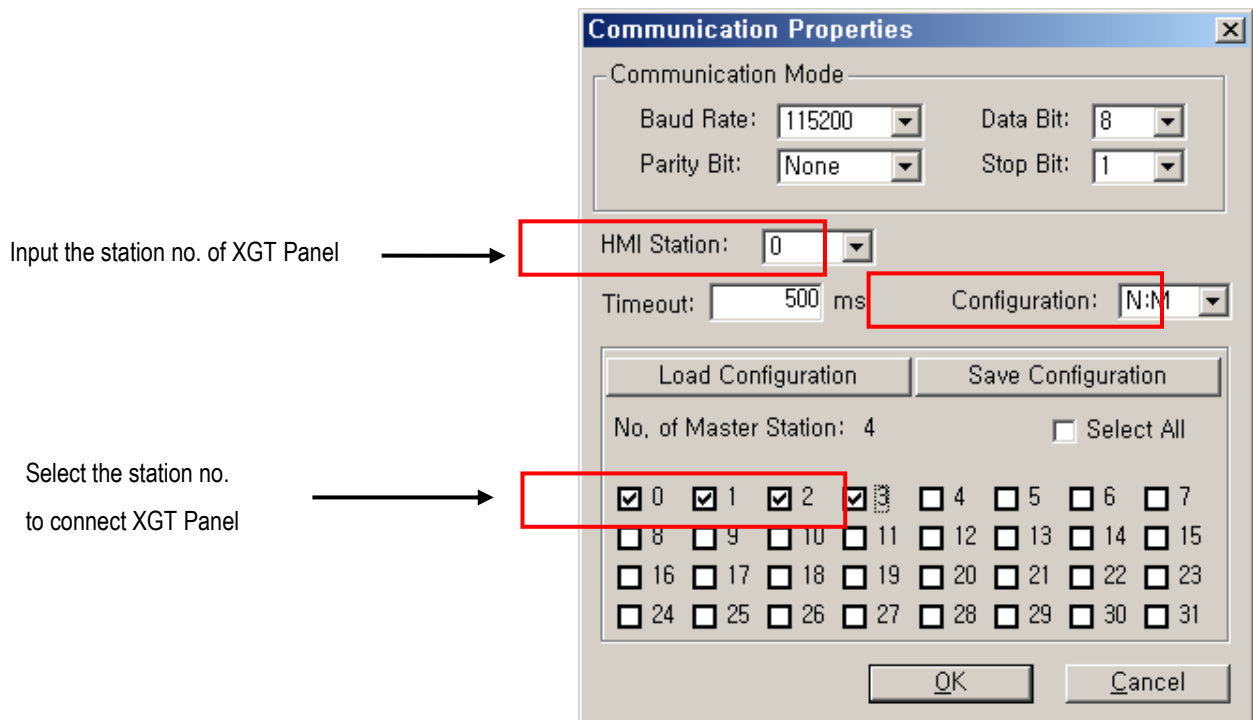 Communication Properties
Communication Mode
Baud Rate: 115200 Data Bit: 8
Parity Bit: None Stop Bit: 1
Input the station no. of XGT Panel
HMI Station: 0
Timeout: 500 ms Configuration: N:M
Load Configuration Save Configuration
No, of Master Station: 4 Select All
Select the station no.
to connect XGT Panel
0 1 2 3 4 5 6 7
8 9 10 11 12 13 14 15
16 17 18 19 20 21 22 23
24 25 26 27 28 29 30 31
OK Cancel